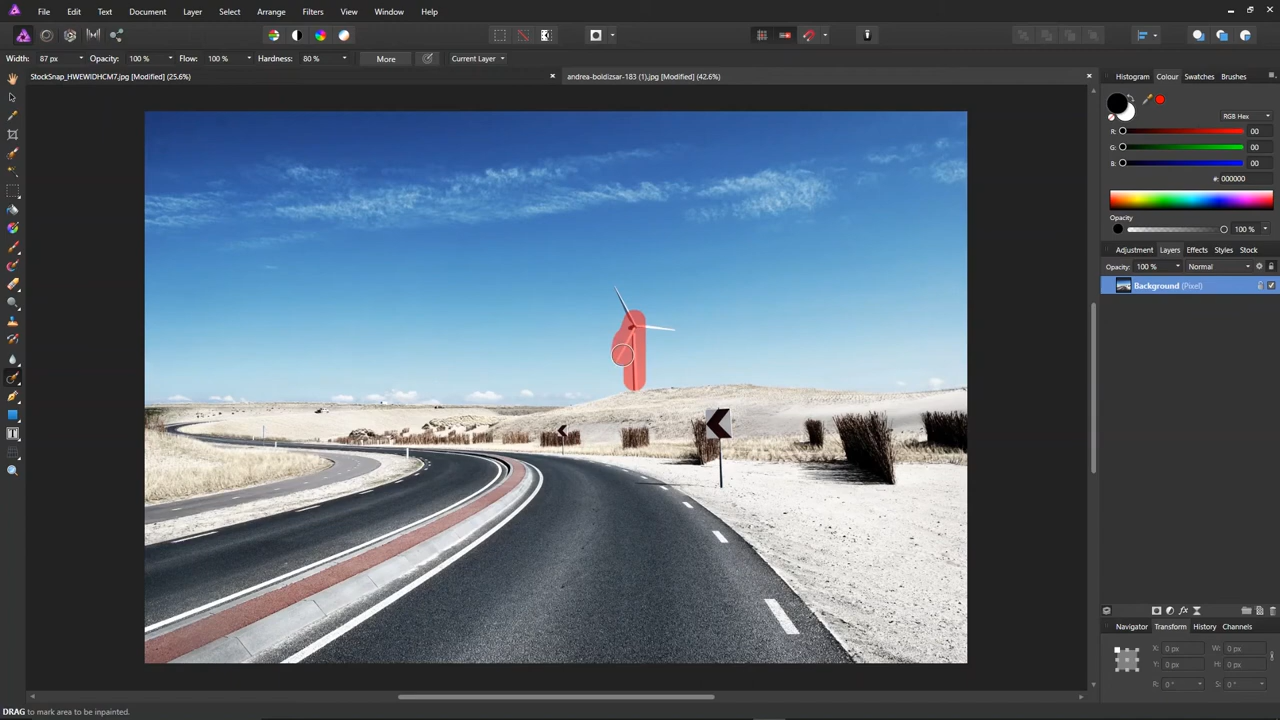 File Edit Text Document Layer Select Arrange Filters View Window Help
Width: 87 px Opacity: 100 % Flow: 100 % Hardness: 80 % More Current Layer
StockSnap_HWEWIDHCM7.jpg [Modified] (25.6%) andrea-boldizsar-183 (1).jpg [Modified] (42.6%)
Histogram Colour Swatches Brushes
RGB Hex
R: 00
G: 00
B: 00
#: 000000
Opacity
100 %
Adjustment Layers Effects Styles Stock
Opacity: 100 % Normal
Background (Pixel)
Navigator Transform History Channels
X: 0 px W: 0 px
Y: 0 px H: 0 px
R: 0 ° S: 0 °
DRAG to mark area to be inpainted.